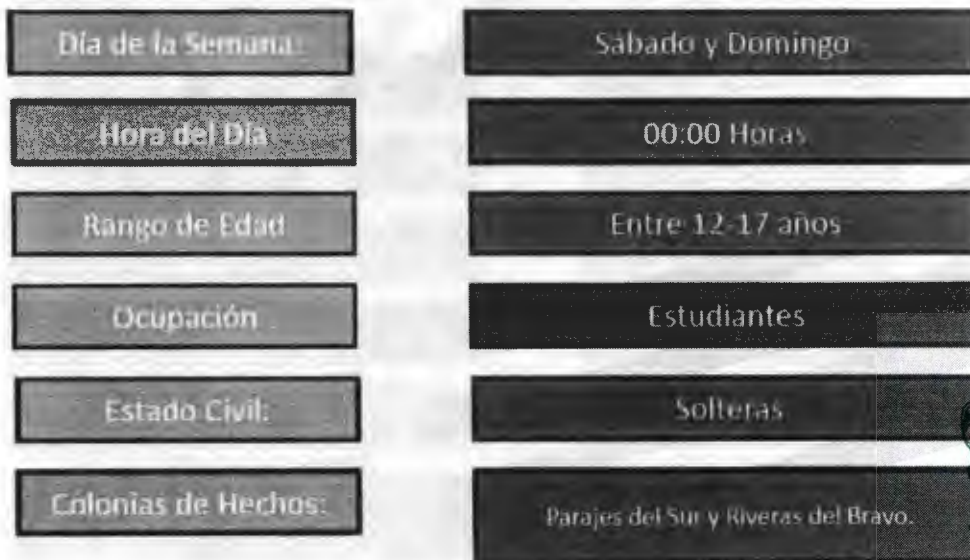 Día de la Semana:
Sábado y Domingo
Hora del Día
00:00 Horas
Rango de Edad
Entre 12-17 años
Ocupación
Estudiantes
Estado Civil:
Solteras
Colonias de Hechos:
Parajes del Sur y Riveras del Bravo.